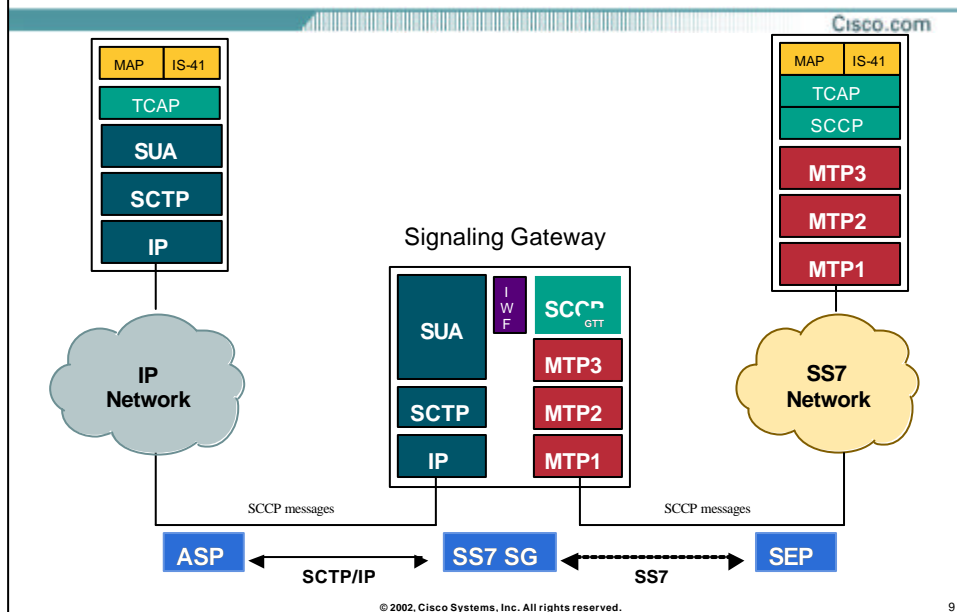 Cisco.com
MAP IS-41
TCAP
SUA
SCTP
IP
IP
Network
Signaling Gateway
SUA
SCTP
IP
I
W
F
SCCP
GTT
MTP3
MTP2
MTP1
MAP IS-41
TCAP
SCCP
MTP3
MTP2
MTP1
SS7
Network
SCCP messages
SCCP messages
ASP
SCTP/IP
SS7 SG
SS7
SEP
© 2002, Cisco Systems, Inc. All rights reserved.
9